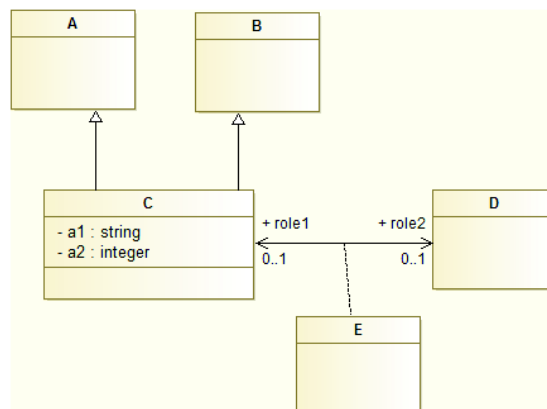 A
B
C
- a1 : string
- a2 : integer
+ role1
0..1
+ role2
0..1
D
E